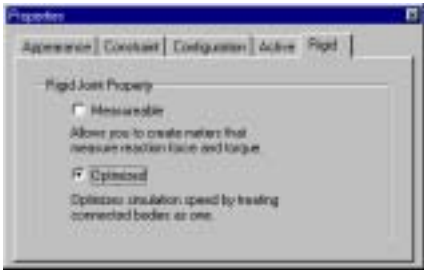 Properties
Appearance Constraint Configuration Active Rigid
Rigid Joint Property
Measureable
Allows you to create meters that
measure reaction force and torque.
Optimized
Optimizes simulation speed by treating
connected bodies as one.